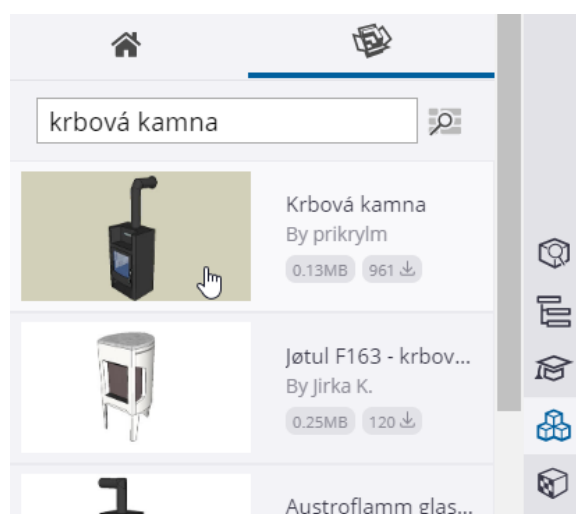 krbová kamna
Krbová kamna
By prikrylm
0.13MB 961
Jøtul F163 - krbov...
By Jirka K.
0.25MB 120
Austroflamm glas...